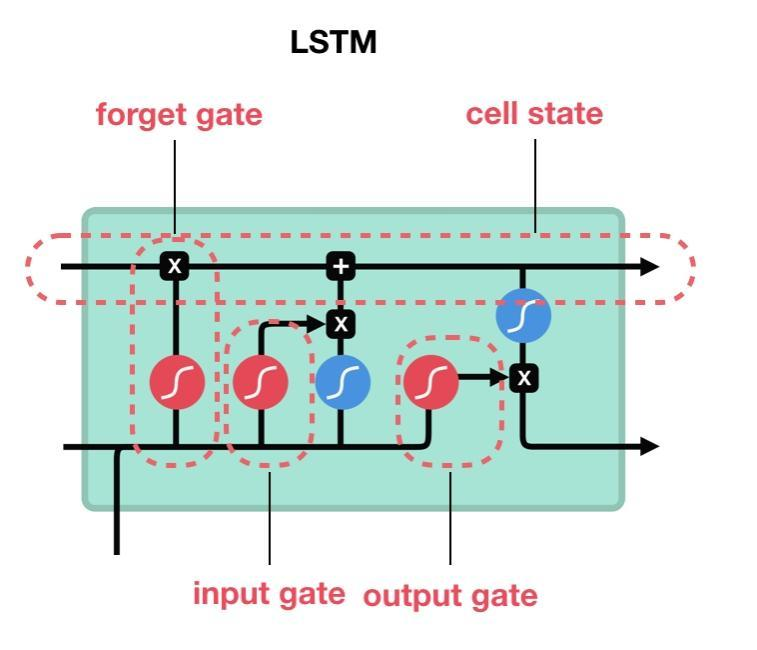 LSTM
forget gate
cell state
X
+
X
X
input gate
output gate